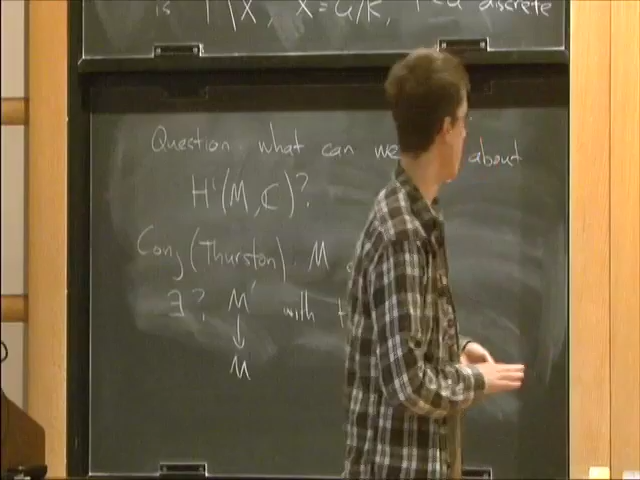 is Γ\X, X = G/K, Γ⊂G discrete
Question. what can we about
H¹(M, ℂ)?
Conj (Thurston). M
∃? M' with
↓
M